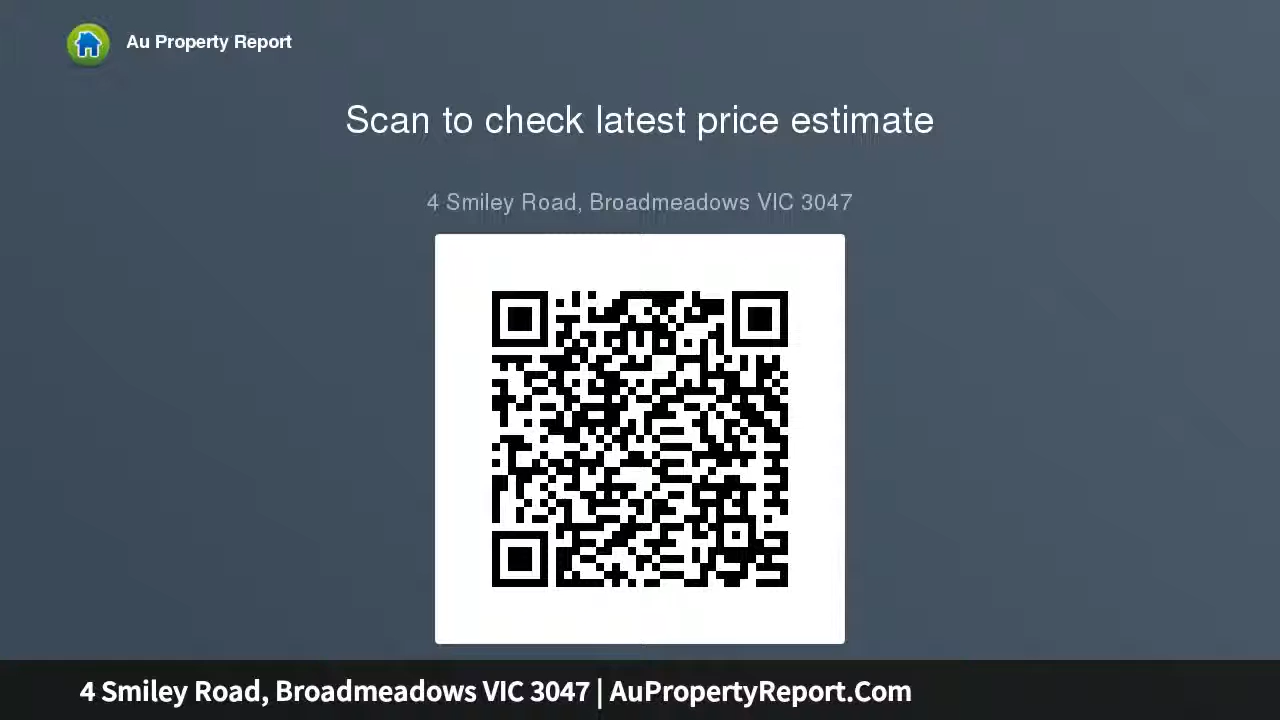 Au Property Report
Scan to check latest price estimate
4 Smiley Road, Broadmeadows VIC 3047
4 Smiley Road, Broadmeadows VIC 3047 | AuPropertyReport.Com